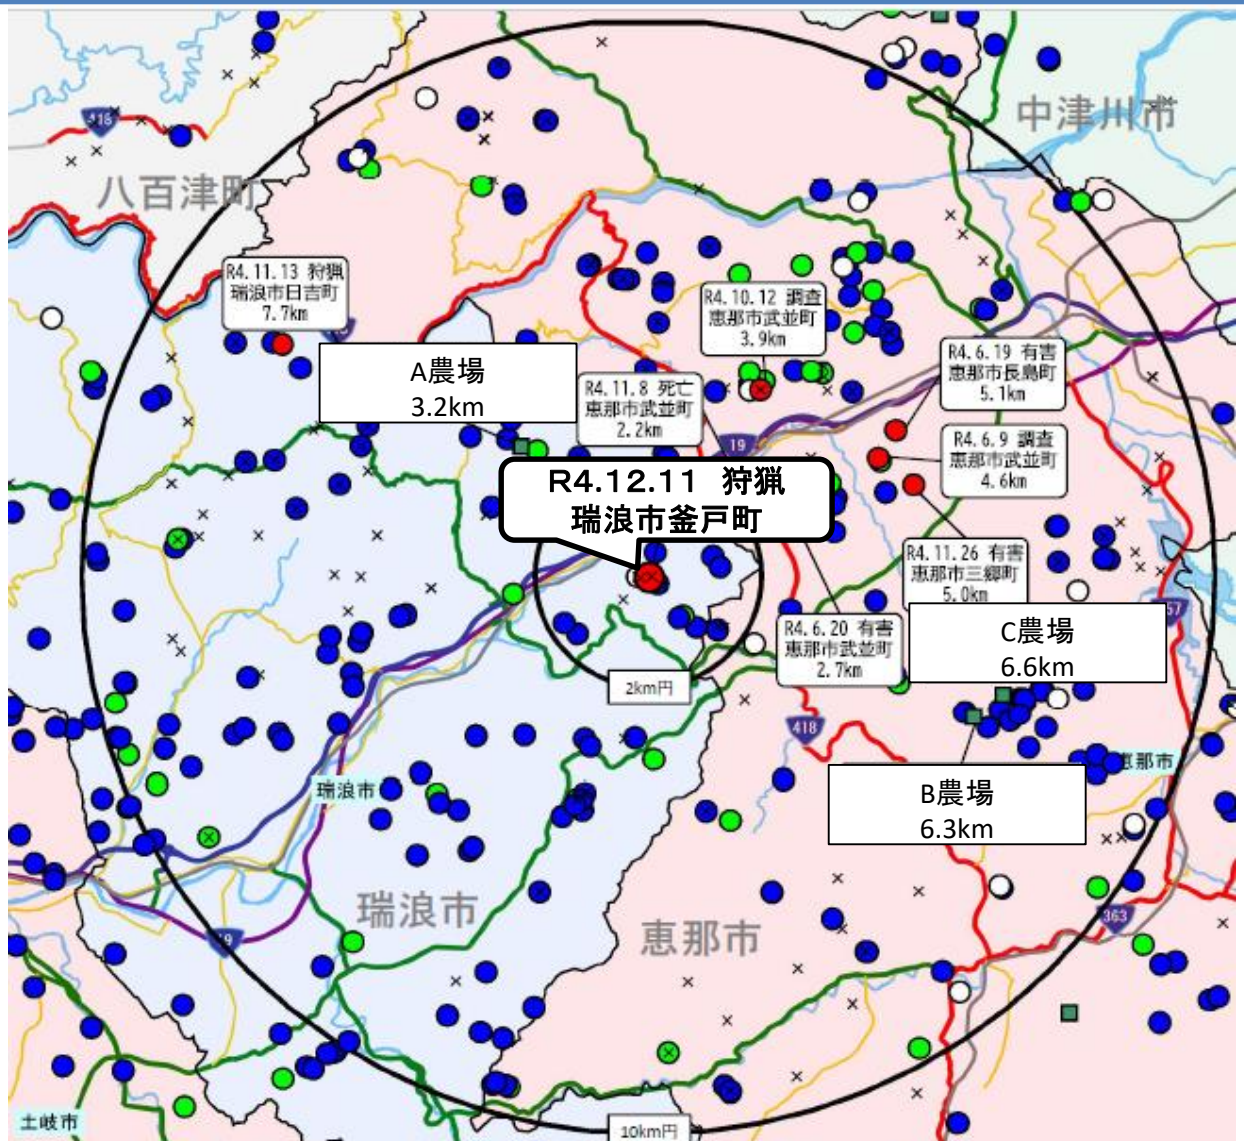 中津川市
418
八百津町
R4.11.13 狩猟
瑞浪市日吉町
7.7km
R4.10.12 調査
恵那市武並町
3.9km
A農場
3.2km
R4.11.8 死亡
恵那市武並町
2.2km
R4.6.19 有害
恵那市長島町
5.1km
19
R4.6.9 調査
恵那市武並町
4.6km
R4.12.11 狩猟
瑞浪市釜戸町
R4.11.26 有害
恵那市三郷町
5.0km
C農場
6.6km
R4.6.20 有害
恵那市武並町
2.7km
2km円
418
恵那市
瑞浪市
B農場
6.3km
瑞浪市
恵那市
363
土岐市
10km円